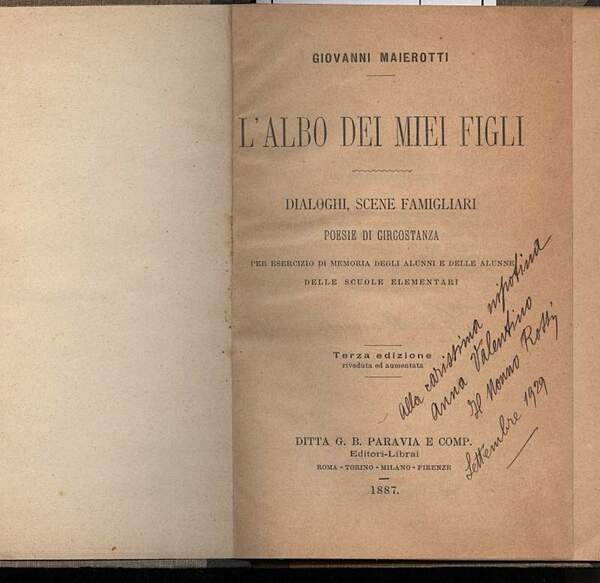 GIOVANNI MAIEROTTI
L'ALBO DEI MIEI FIGLI
DIALOGHI, SCENE FAMIGLIARI
POESIE DI CIRCOSTANZA
PER ESERCIZIO DI MEMORIA DEGLI ALUNNI E DELLE ALUNNE
DELLE SCUOLE ELEMENTARI
Terza edizione
riveduta ed aumentata
Alla carissima nipotina
Anna Valentino
Il Nonno Rossi
Settembre 1929
DITTA G. B. PARAVIA E COMP.
Editori-Librai
ROMA - TORINO - MILANO - FIRENZE
1887.